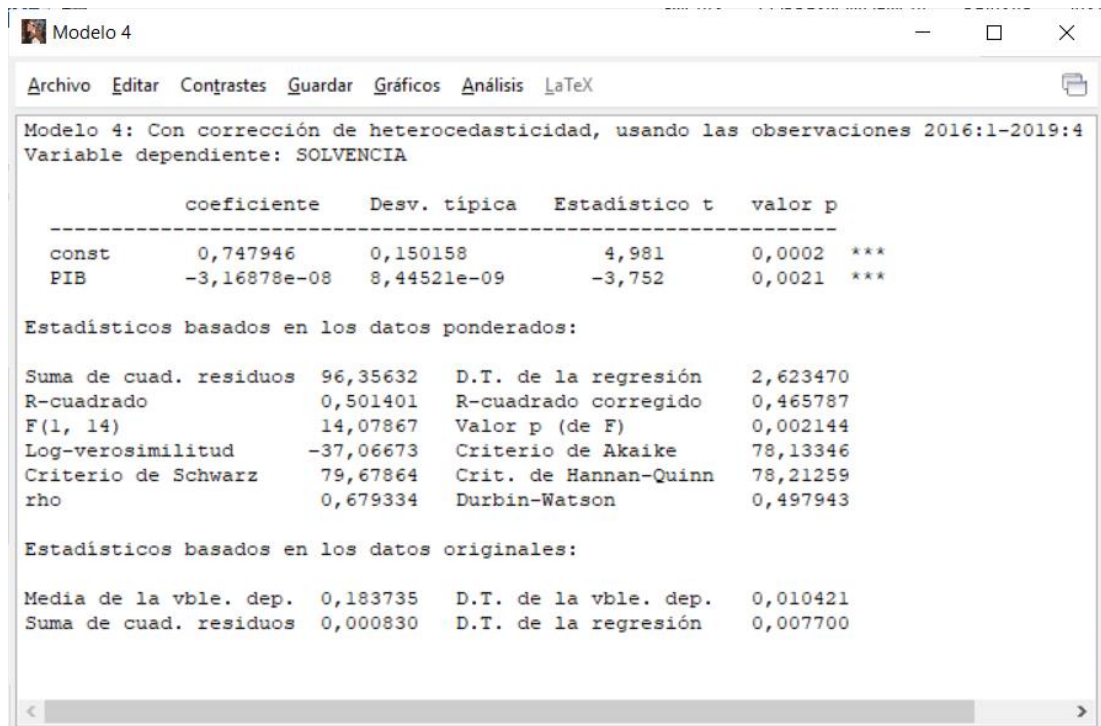 Modelo 4
Archivo Editar Contrastes Guardar Gráficos Análisis LaTeX
Modelo 4: Con corrección de heterocedasticidad, usando las observaciones 2016:1-2019:4
Variable dependiente: SOLVENCIA
coeficiente Desv. típica Estadístico t valor p
----------------------------------------------------------------
const 0,747946 0,150158 4,981 0,0002 ***
PIB -3,16878e-08 8,44521e-09 -3,752 0,0021 ***
Estadísticos basados en los datos ponderados:
Suma de cuad. residuos 96,35632 D.T. de la regresión 2,623470
R-cuadrado 0,501401 R-cuadrado corregido 0,465787
F(1, 14) 14,07867 Valor p (de F) 0,002144
Log-verosimilitud -37,06673 Criterio de Akaike 78,13346
Criterio de Schwarz 79,67864 Crit. de Hannan-Quinn 78,21259
rho 0,679334 Durbin-Watson 0,497943
Estadísticos basados en los datos originales:
Media de la vble. dep. 0,183735 D.T. de la vble. dep. 0,010421
Suma de cuad. residuos 0,000830 D.T. de la regresión 0,007700